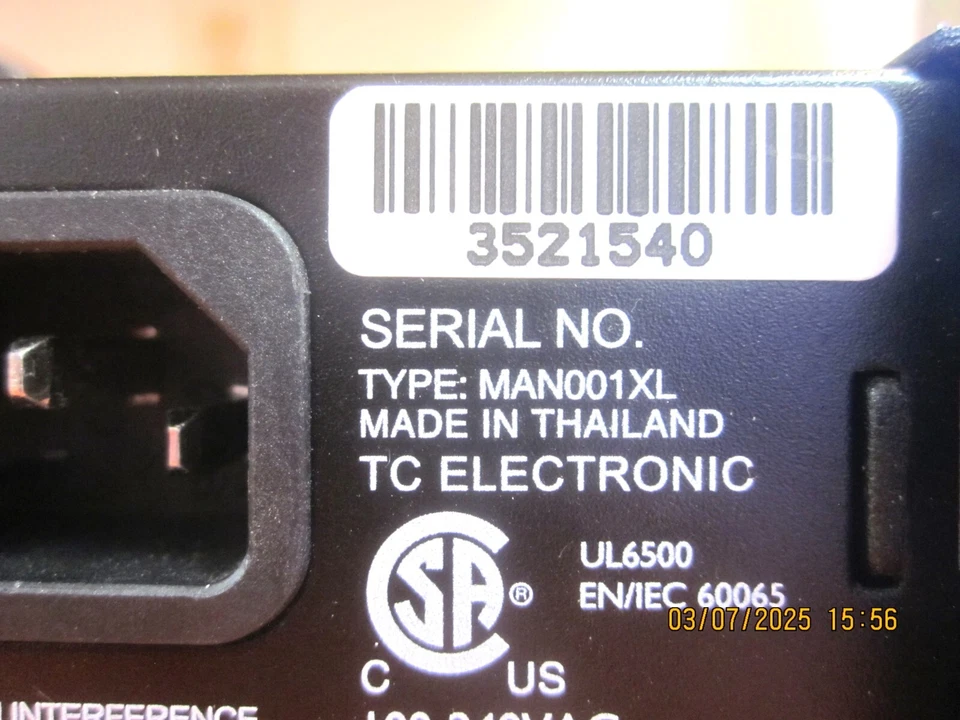 3521540
SERIAL NO.
TYPE: MAN001XL
MADE IN THAILAND
TC ELECTRONIC
SA ®
C US
UL6500
EN/IEC 60065
03/07/2025 15:56
INTERFERENCE